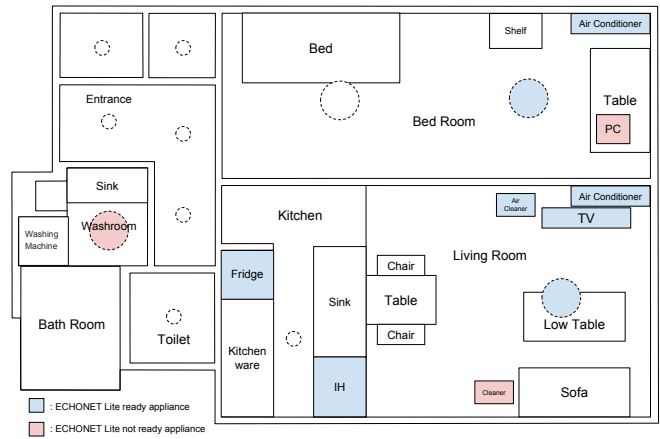 Air Conditioner
Shelf
Bed
Entrance
Table
Bed Room
PC
Sink
Air Conditioner
Air
Cleaner
Kitchen
TV
Washroom
Washing
Machine
Living Room
Chair
Fridge
Sink
Table
Bath Room
Low Table
Toilet
Chair
Kitchen
ware
IH
Cleaner
Sofa
: ECHONET Lite ready appliance
: ECHONET Lite not ready appliance